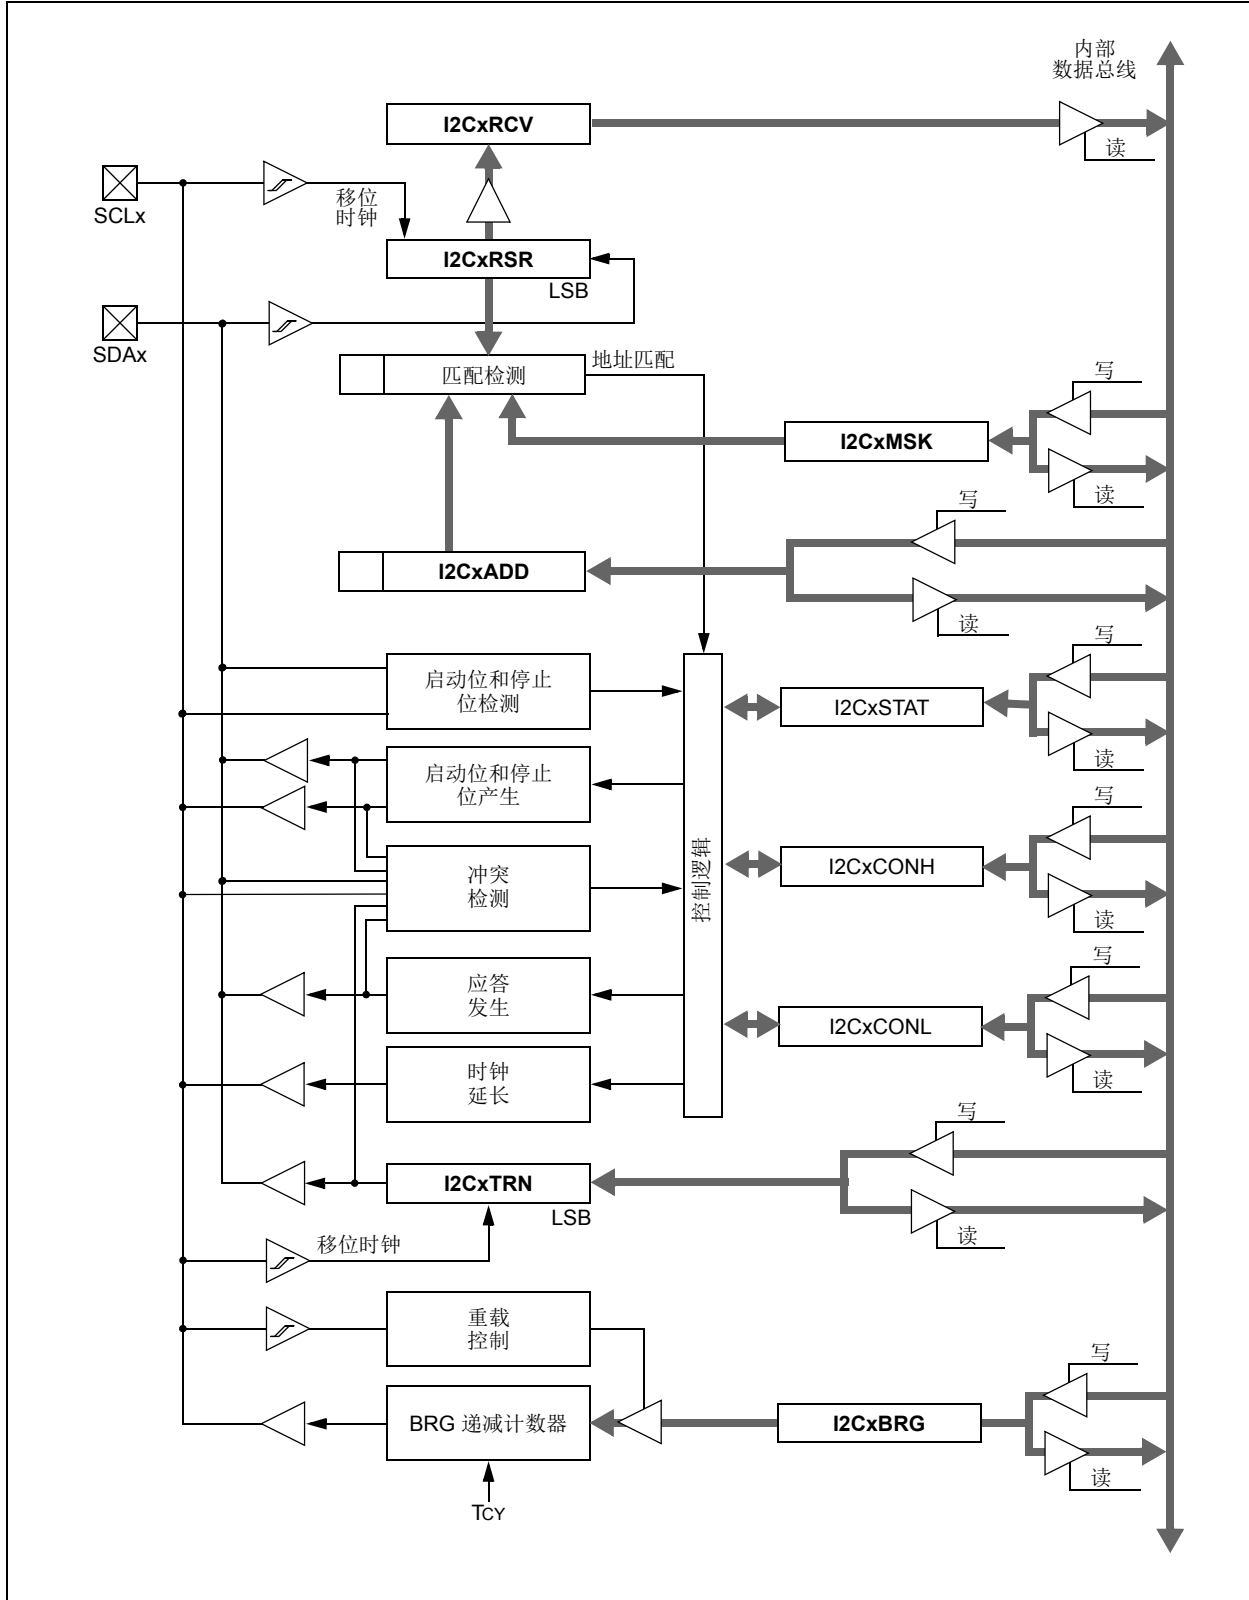 内部
数据总线
I2CxRCV
读
SCLx
移位
时钟
I2CxRSR
LSB
SDAx
地址匹配
匹配检测
写
I2CxMSK
读
写
I2CxADD
读
启动位和停止
位检测
写
I2CxSTAT
读
启动位和停止
位产生
写
控制逻辑
I2CxCONH
读
冲突
检测
写
应答
发生
I2CxCONL
读
时钟
延长
写
I2CxTRN
LSB
读
移位时钟
重载
控制
写
BRG 递减计数器
I2CxBRG
读
TCY